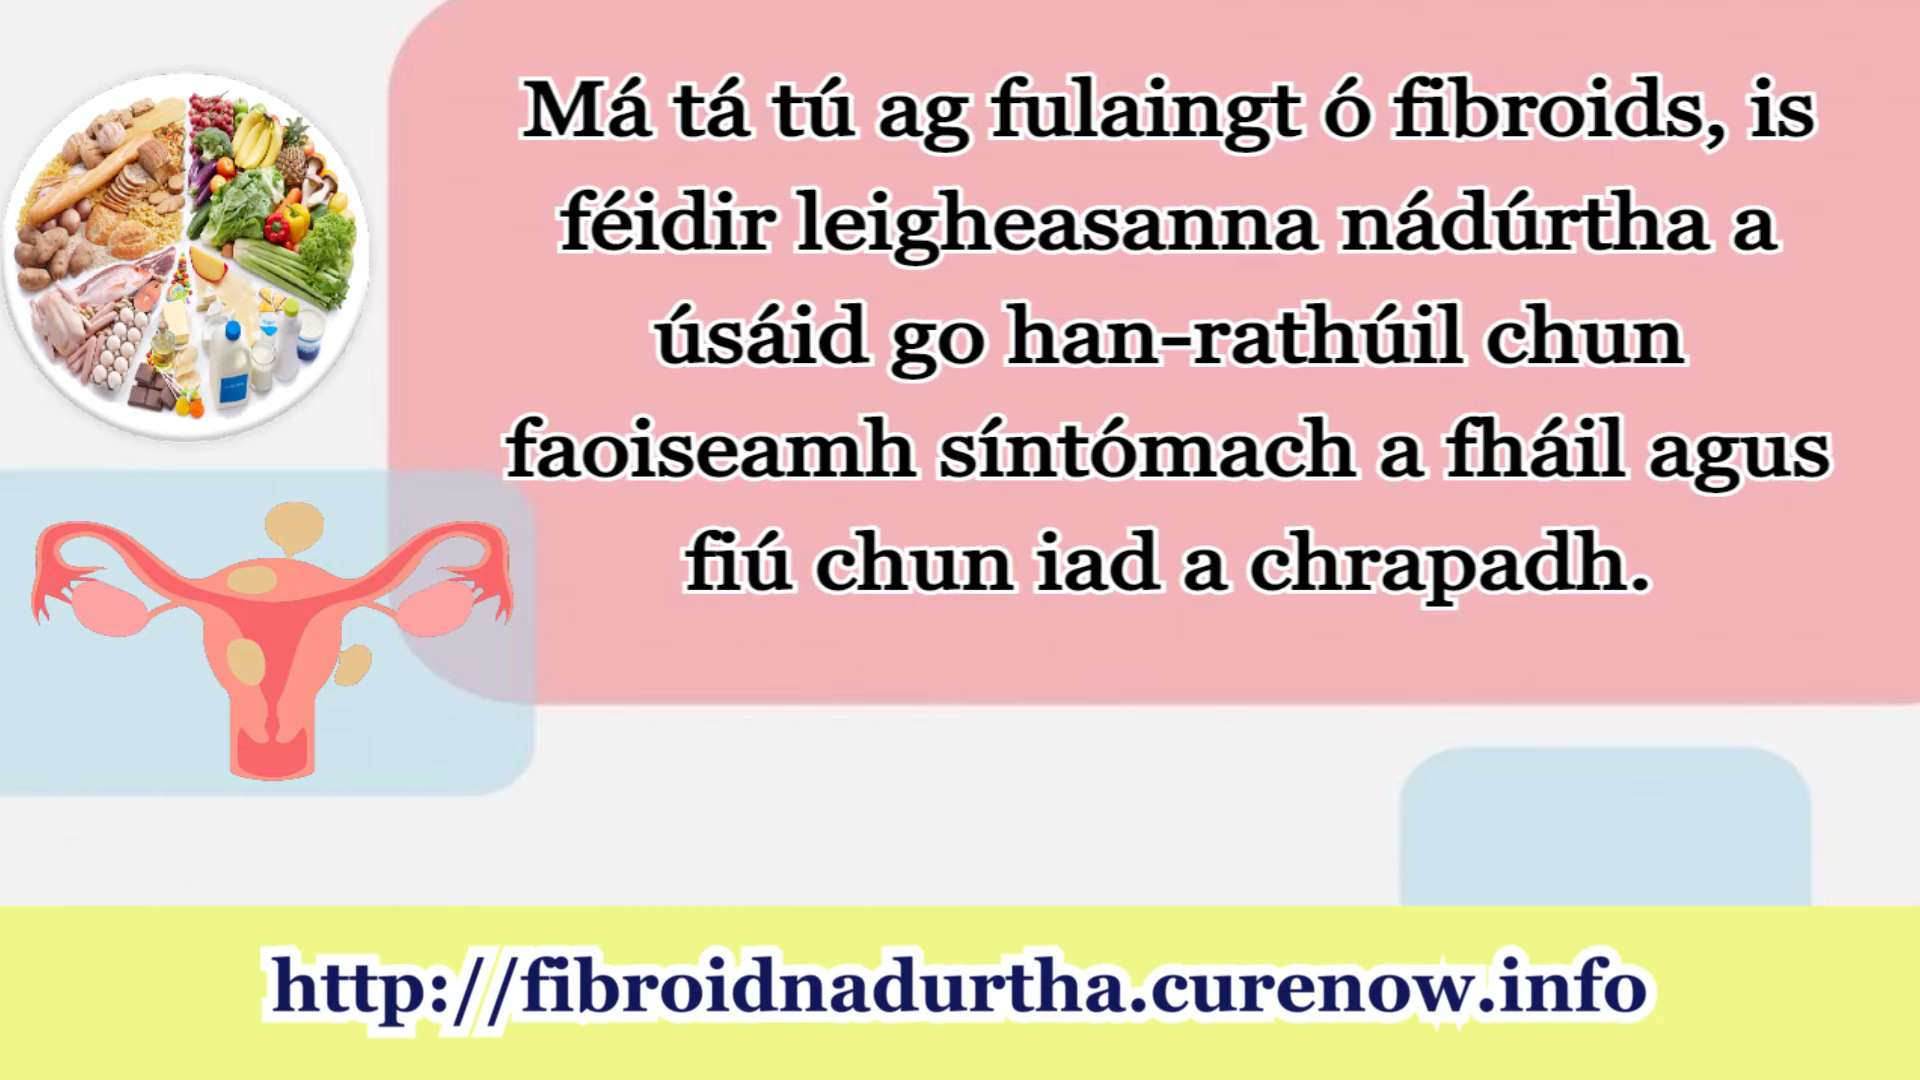 Má tá tú ag fulaingt ó fibroids, is
féidir leigheasanna nádúrtha a
úsáid go han-rathúil chun
faoiseamh síntómach a fháil agus
fiú chun iad a chrapadh.
http://fibroidnadurtha.curenow.info